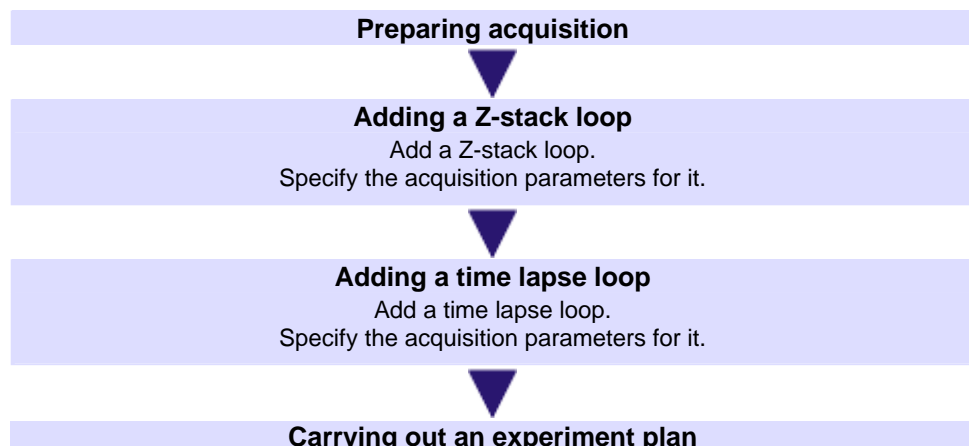 Preparing acquisition
Adding a Z-stack loop
Add a Z-stack loop.
Specify the acquisition parameters for it.
Adding a time lapse loop
Add a time lapse loop.
Specify the acquisition parameters for it.
Carrying out an experiment plan